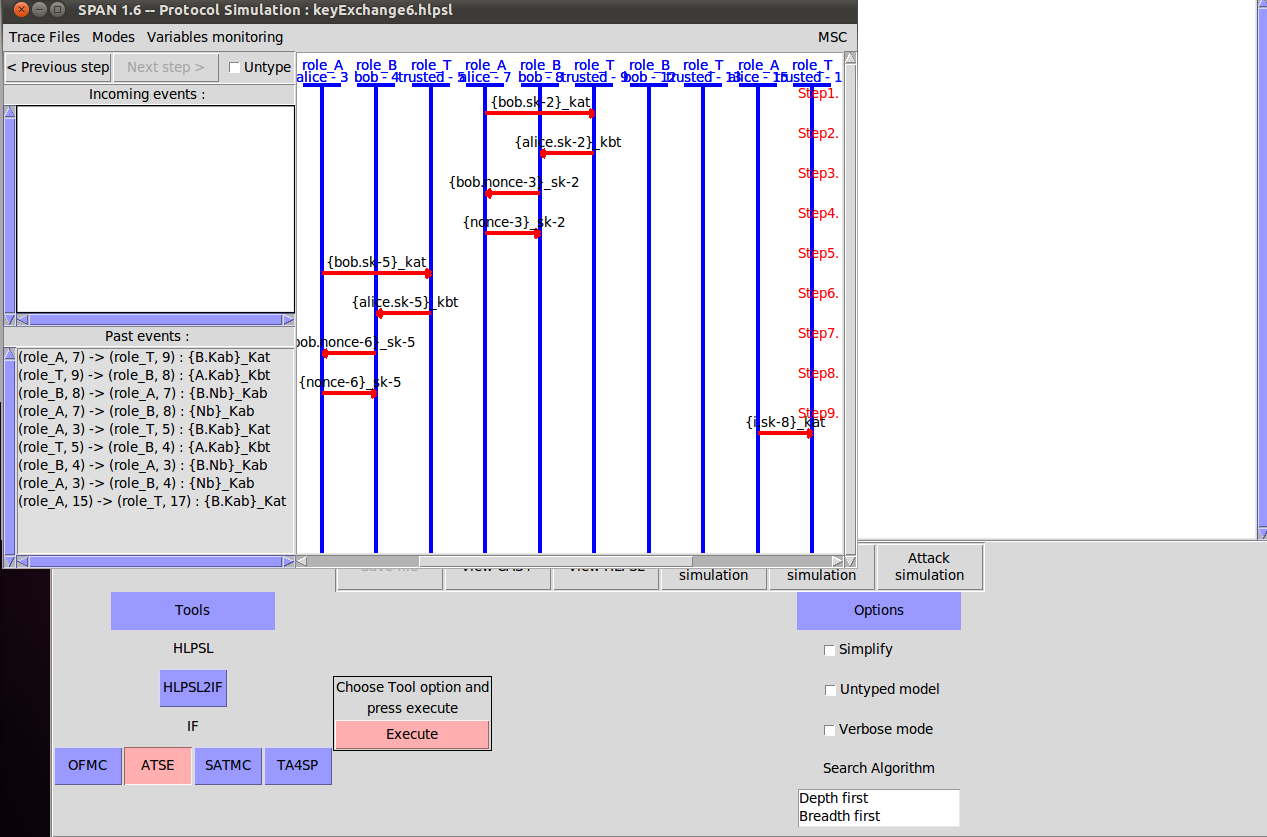 SPAN 1.6 -- Protocol Simulation : keyExchange6.hlpsl
Trace Files Modes Variables monitoring MSC
< Previous step Next step > Untype
Incoming events :
Past events :
(role_A, 7) -> (role_T, 9) : {B.Kab}_Kat
(role_T, 9) -> (role_B, 8) : {A.Kab}_Kbt
(role_B, 8) -> (role_A, 7) : {B.Nb}_Kab
(role_A, 7) -> (role_B, 8) : {Nb}_Kab
(role_A, 3) -> (role_T, 5) : {B.Kab}_Kat
(role_T, 5) -> (role_B, 4) : {A.Kab}_Kbt
(role_B, 4) -> (role_A, 3) : {B.Nb}_Kab
(role_A, 3) -> (role_B, 4) : {Nb}_Kab
(role_A, 15) -> (role_T, 17) : {B.Kab}_Kat
role_A role_B role_T role_A role_B role_T role_B role_T role_A role_T
alice - 3 bob - 4 trusted - 5 alice - 7 bob - 8 trusted - 9 bob - 12 trusted - 13 alice - 15 trusted - 1
Step1.
{bob.sk-2}_kat
Step2.
{alice.sk-2}_kbt
Step3.
{bob.nonce-3}_sk-2
Step4.
{nonce-3}_sk-2
Step5.
{bob.sk-5}_kat
Step6.
{alice.sk-5}_kbt
Step7.
bob.nonce-6}_sk-5
Step8.
{nonce-6}_sk-5
Step9.
{i.sk-8}_kat
simulation simulation Attack
simulation
Tools
HLPSL
HLPSL2IF
IF
OFMC ATSE SATMC TA4SP
Choose Tool option and
press execute
Execute
Options
Simplify
Untyped model
Verbose mode
Search Algorithm
Depth first
Breadth first